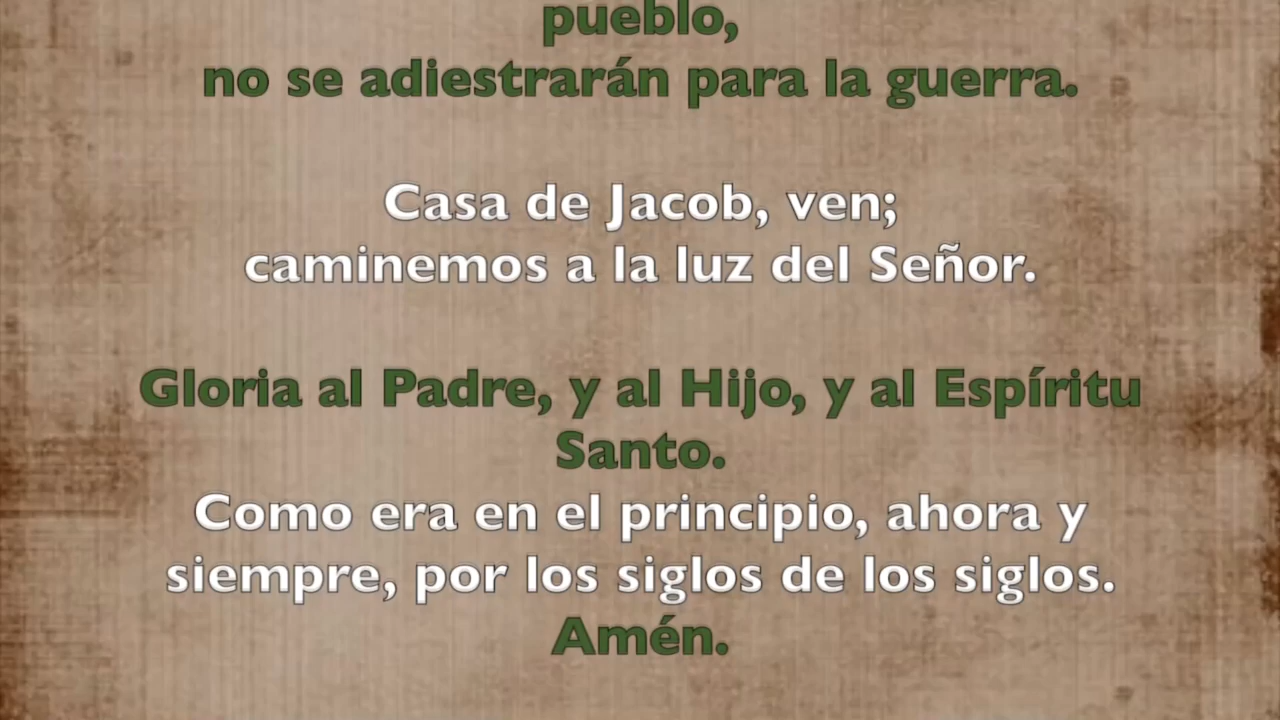 pueblo,
no se adiestrarán para la guerra.
Casa de Jacob, ven;
caminemos a la luz del Señor.
Gloria al Padre, y al Hijo, y al Espíritu
Santo.
Como era en el principio, ahora y
siempre, por los siglos de los siglos.
Amén.